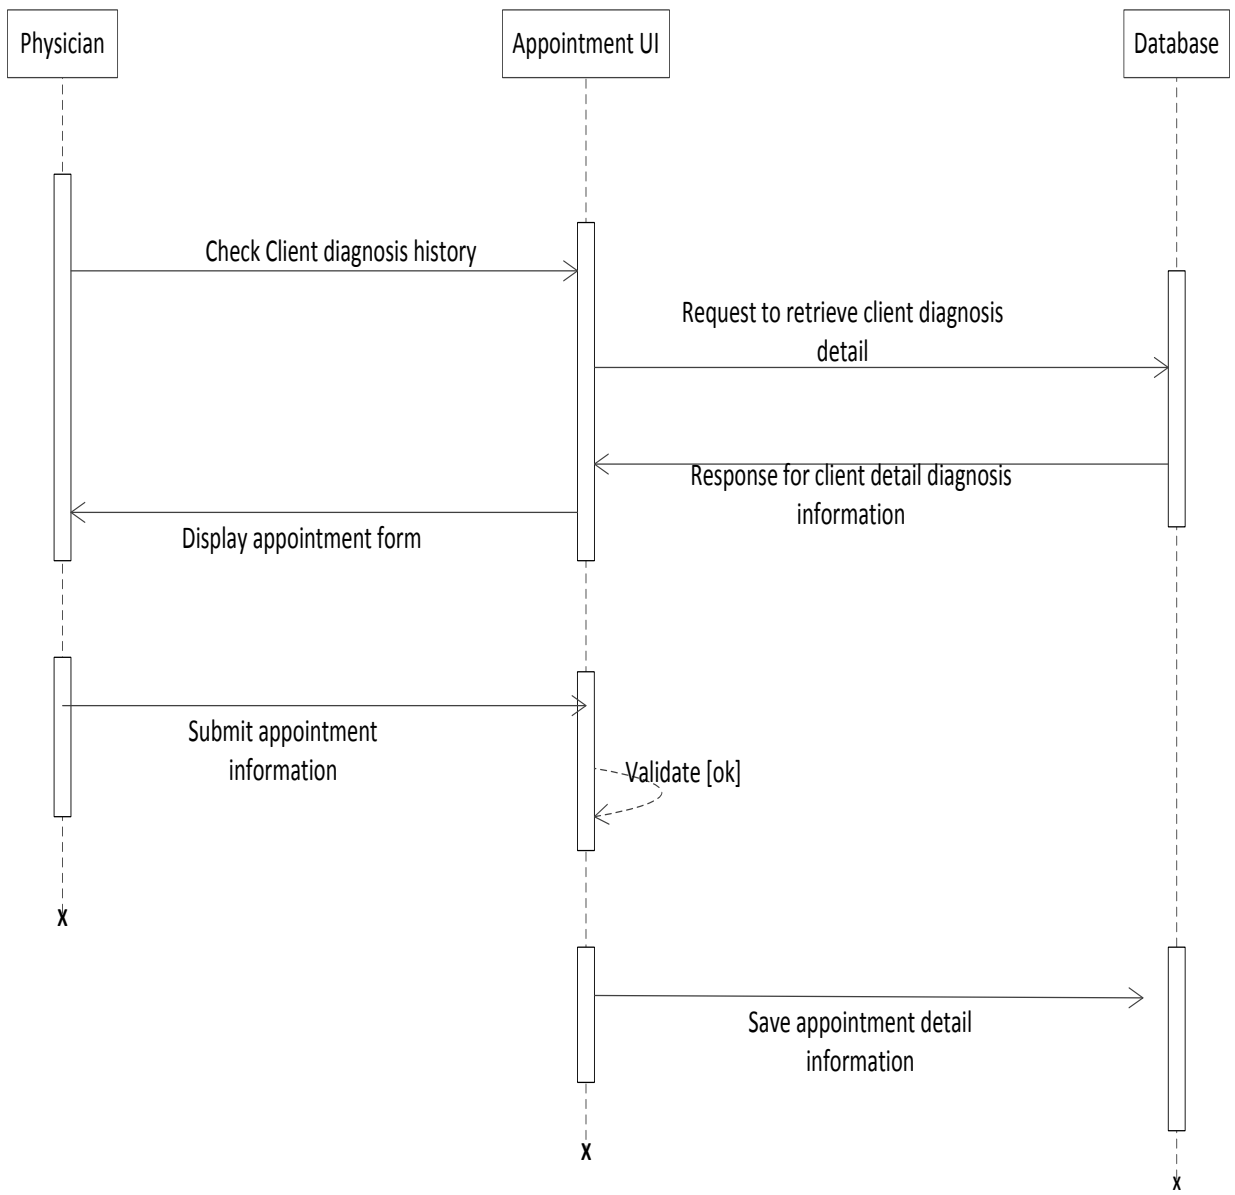 Physician
Appointment UI
Database
Check Client diagnosis history
Request to retrieve client diagnosis
detail
Response for client detail diagnosis
information
Display appointment form
Submit appointment
information
Validate [ok]
X
Save appointment detail
information
X
X